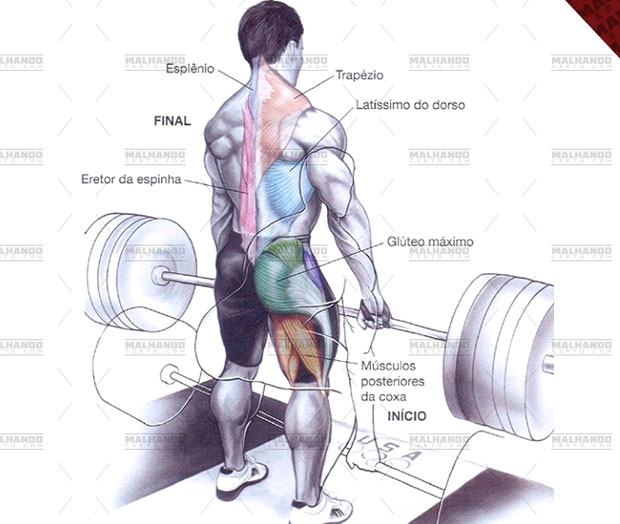 Esplênio
Trapézio
Latíssimo do dorso
FINAL
Eretor da espinha
Glúteo máximo
Músculos
posteriores
da coxa
INÍCIO
USA
MALHANDO
CERTO.COM